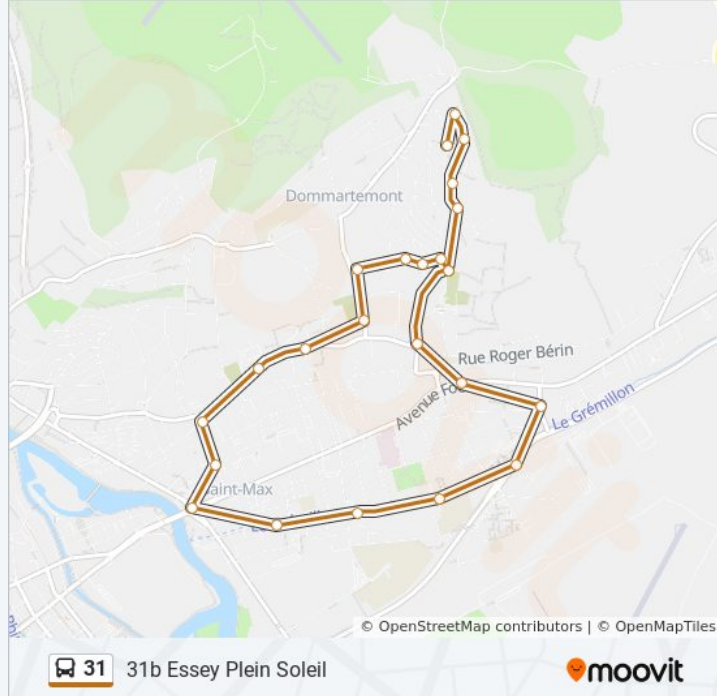 Dommartemont
Rue Roger Bérin
Avenue Fo
Le Grémillon
Saint-Max
© OpenStreetMap contributors | © OpenMapTiles
31 31b Essey Plein Soleil moovit